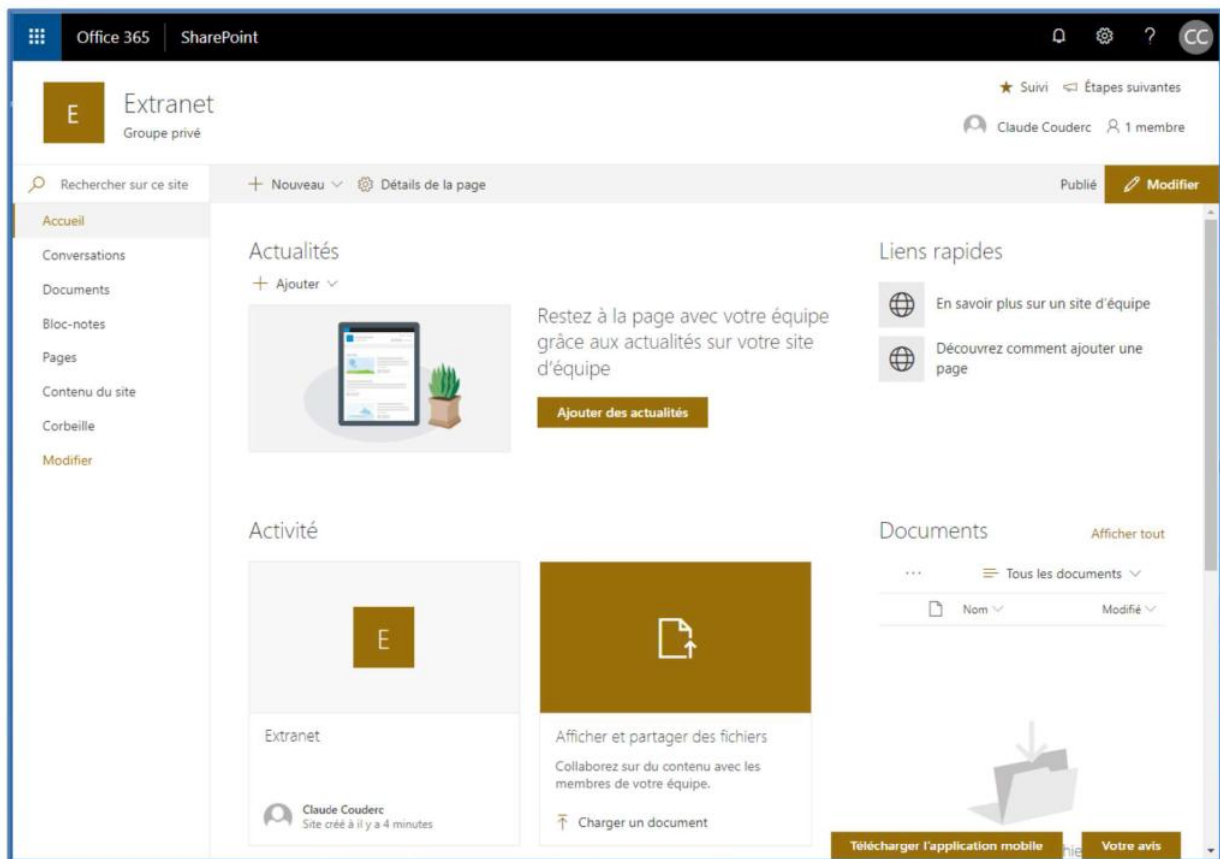 Office 365
SharePoint
CC
E
Extranet
Groupe privé
Suivi
Étapes suivantes
Claude Couderc
1 membre
Rechercher sur ce site
Nouveau
Détails de la page
Publié
Modifier
Accueil
Conversations
Documents
Bloc-notes
Pages
Contenu du site
Corbeille
Modifier
Actualités
Ajouter
Restez à la page avec votre équipe
grâce aux actualités sur votre site
d'équipe
Ajouter des actualités
Liens rapides
En savoir plus sur un site d'équipe
Découvrez comment ajouter une
page
Activité
E
Extranet
Claude Couderc
Site créé à il y a 4 minutes
Afficher et partager des fichiers
Collaborez sur du contenu avec les
membres de votre équipe.
Charger un document
Documents
Afficher tout
Tous les documents
Nom
Modifié
Télécharger l'application mobile
Votre avis